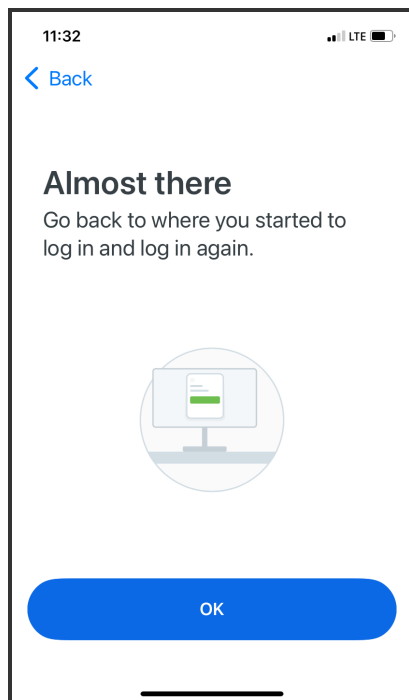 11:32
LTE
Back
Almost there
Go back to where you started to
log in and log in again.
OK